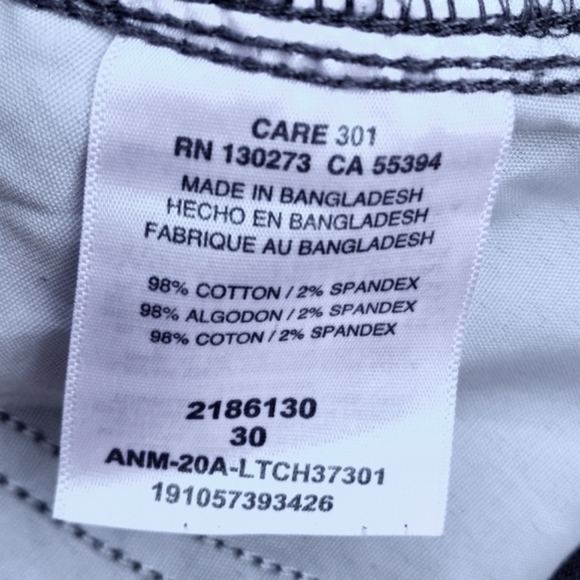 CARE 301
RN 130273 CA 55394
MADE IN BANGLADESH
HECHO EN BANGLADESH
FABRIQUE AU BANGLADESH
98% COTTON / 2% SPANDEX
98% ALGODON / 2% SPANDEX
98% COTON / 2% SPANDEX
2186130
30
ANM-20A-LTCH37301
191057393426